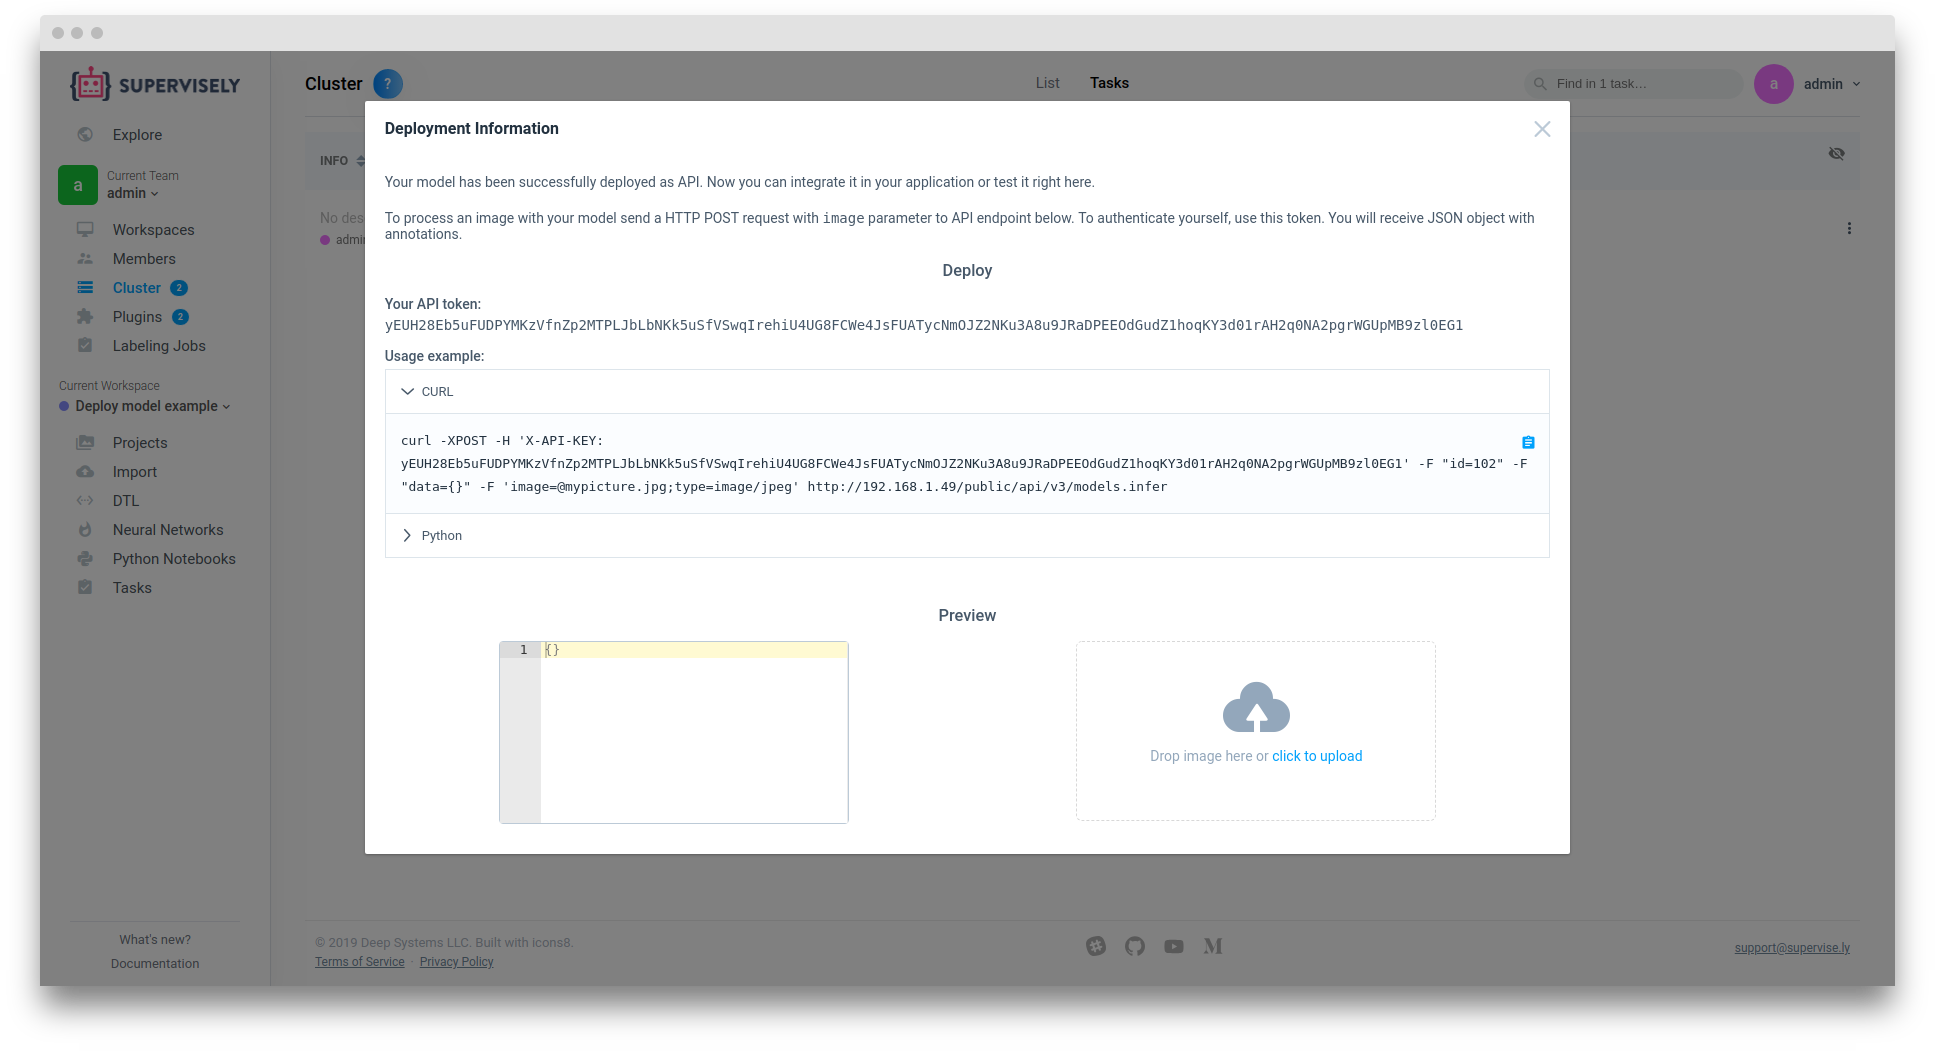 SUPERVISELY
Explore
a
Current Team
admin
Workspaces
Members
Cluster 2
Plugins 2
Labeling Jobs
Current Workspace
Deploy model example
Projects
Import
DTL
Neural Networks
Python Notebooks
Tasks
What's new?
Documentation
Cluster ?
List Tasks
Find in 1 task…
a admin
INFO
No des
admin
Deployment Information
Your model has been successfully deployed as API. Now you can integrate it in your application or test it right here.
To process an image with your model send a HTTP POST request with image parameter to API endpoint below. To authenticate yourself, use this token. You will receive JSON object with
annotations.
Deploy
Your API token:
yEUH28Eb5uFUDPYMKzVfnZp2MTPLJbLbNKk5uSfVSwqIrehiU4UG8FCWe4JsFUATycNmOJZ2NKu3A8u9JRaDPEEOdGudZ1hoqKY3d01rAH2q0NA2pgrWGUpMB9zl0EG1
Usage example:
CURL
curl -XPOST -H 'X-API-KEY:
yEUH28Eb5uFUDPYMKzVfnZp2MTPLJbLbNKk5uSfVSwqIrehiU4UG8FCWe4JsFUATycNmOJZ2NKu3A8u9JRaDPEEOdGudZ1hoqKY3d01rAH2q0NA2pgrWGUpMB9zl0EG1' -F "id=102" -F
"data={}" -F 'image=@mypicture.jpg;type=image/jpeg' http://192.168.1.49/public/api/v3/models.infer
Python
Preview
1 {}
Drop image here or click to upload
© 2019 Deep Systems LLC. Built with icons8.
Terms of Service · Privacy Policy
support@supervise.ly